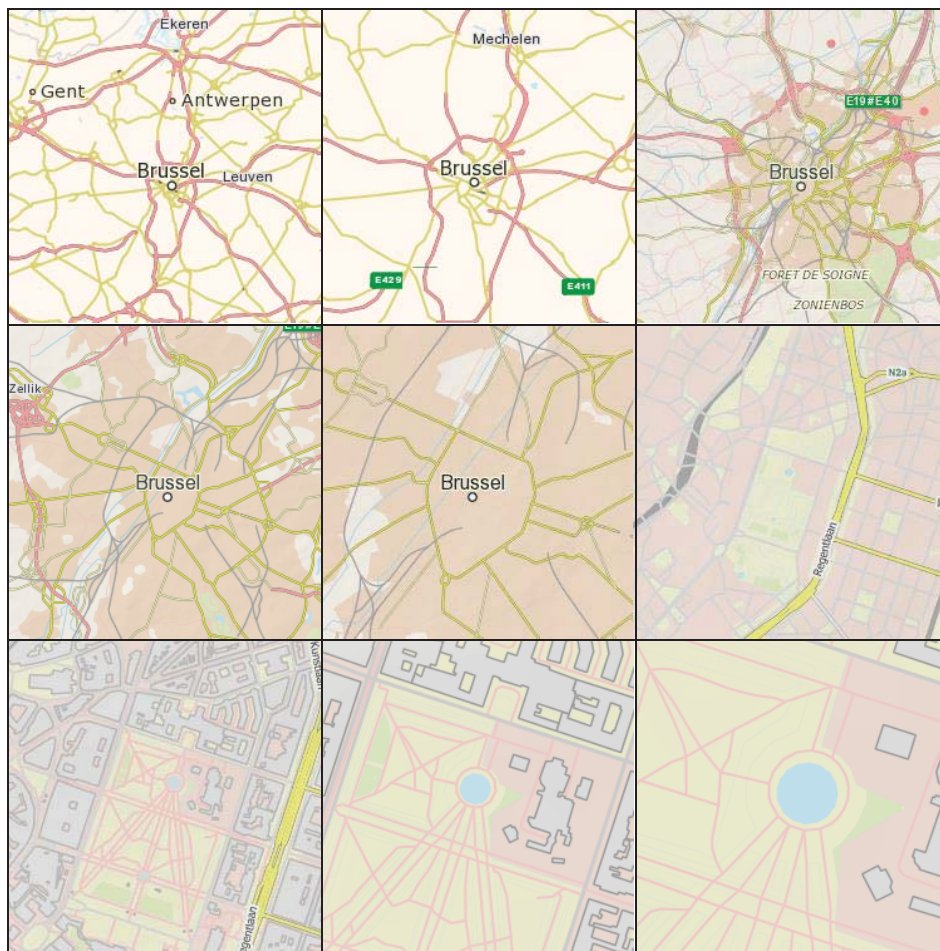 Ekeren
Gent
Antwerpen
Brussel
Leuven
Mechelen
Brussel
E429
E411
E19#E40
Brussel
FORET DE SOIGNE
ZONIENBOS
Zellik
Brussel
Brussel
N2a
Regentlaan
Kunstlaan
Regentlaan